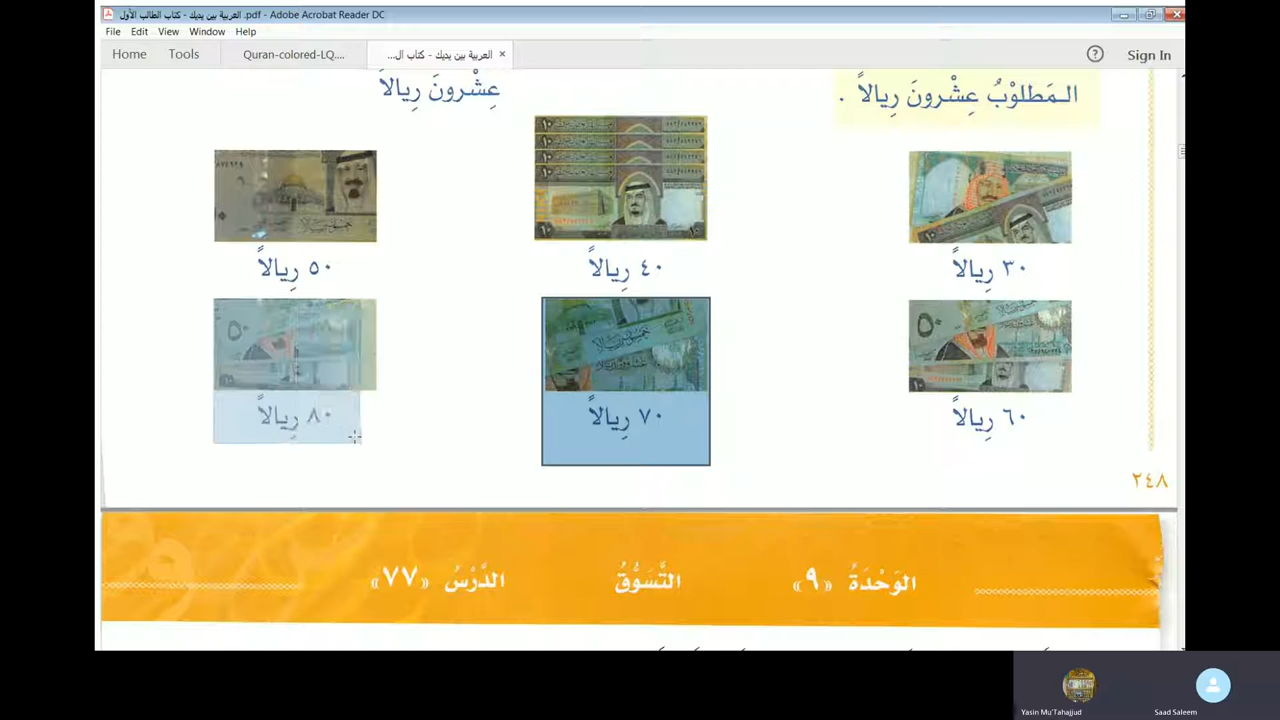 العربية بين يديك - كتاب الطالب الأول .pdf - Adobe Acrobat Reader DC
File Edit View Window Help
Home Tools Quran-colored-LQ.... العربية بين يديك - كتاب ال... × ? Sign In
المَطلوْبُ عِشْرونَ رِيالاً .
عِشْرونَ رِيالاً
٣٠ رِيالاً
٤٠ رِيالاً
٥٠ رِيالاً
٦٠ رِيالاً
٧٠ رِيالاً
٨٠ رِيالاً
٢٤٨
الوَحْدَةُ «٩» التَّسَوُّقُ الدَّرْسُ «٧٧»
Yasin Mu'Tahajjud
Saad Saleem